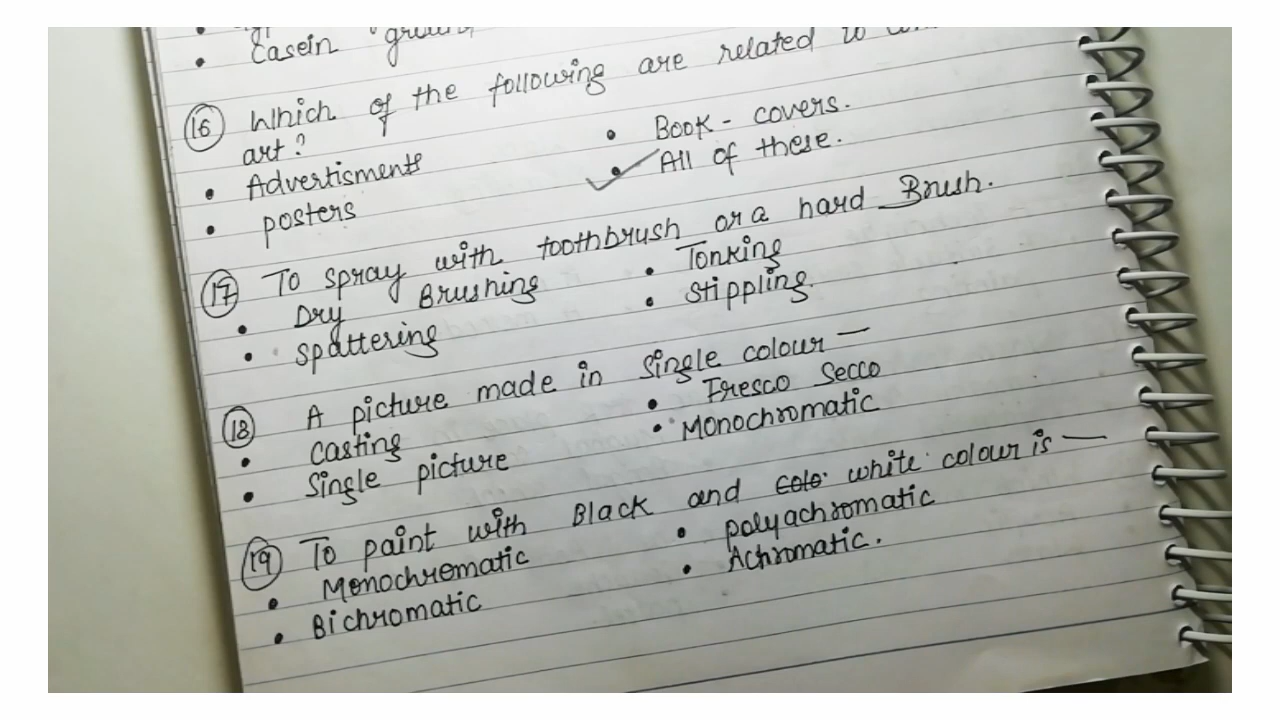 Casein
16 Which of the following are related to
art?
• Advertisments • Book - covers.
• posters • All of these.
17 To spray with toothbrush or a hard Brush.
• Dry Brushing • Tonking
• spattering • stippling.
18 A picture made in single colour —
• casting • Fresco Secco
• single picture • Monochromatic
19 To paint with Black and white colour is —
• Monochromatic • polyachromatic
• Bichromatic • Achromatic.